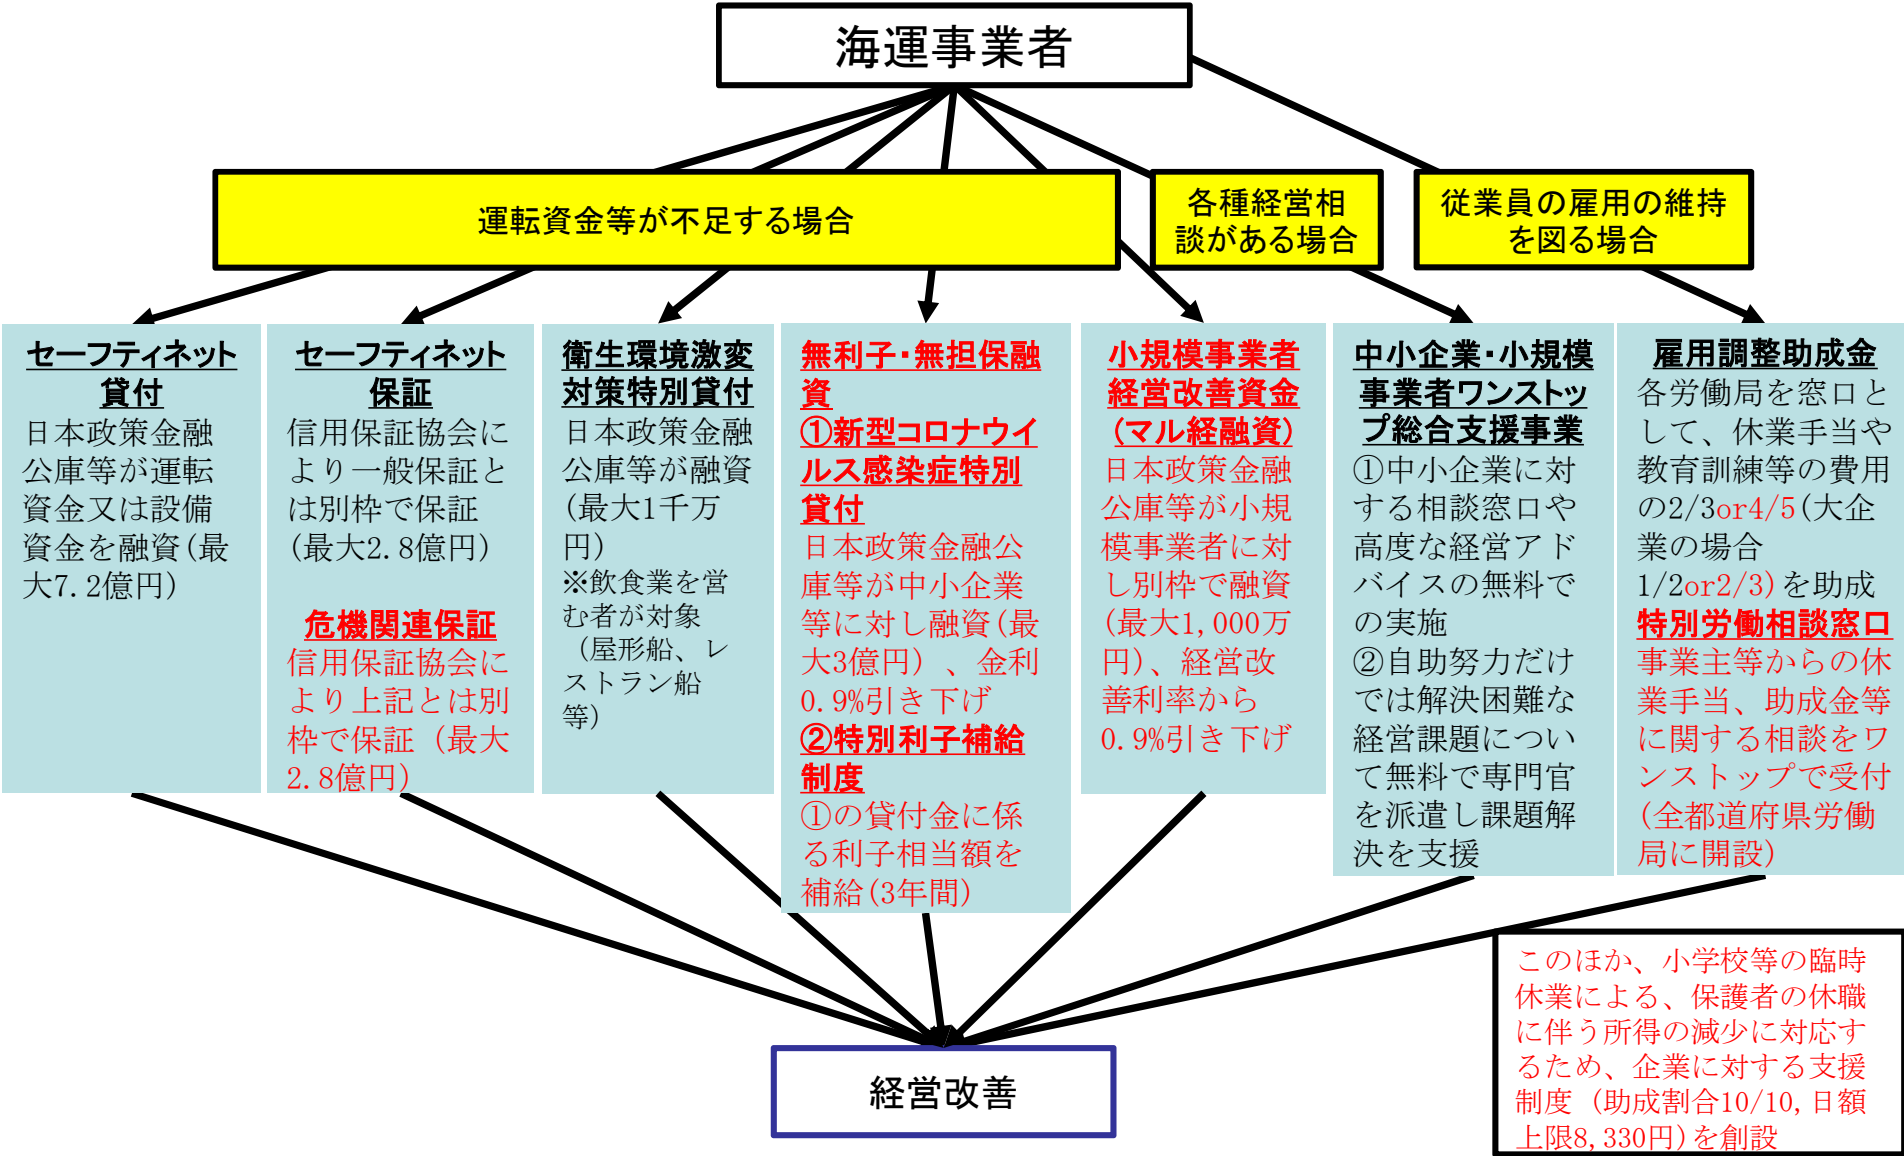 海運事業者
運転資金等が不足する場合
各種経営相
談がある場合
従業員の雇用の維持
を図る場合
セーフティネット
貸付
日本政策金融
公庫等が運転
資金又は設備
資金を融資(最
大7.2億円)
セーフティネット
保証
信用保証協会に
より一般保証と
は別枠で保証
(最大2.8億円)
危機関連保証
信用保証協会に
より上記とは別
枠で保証（最大
2.8億円）
衛生環境激変
対策特別貸付
日本政策金融
公庫等が融資
(最大1千万
円)
※飲食業を営
む者が対象
（屋形船、レ
ストラン船
等）
無利子・無担保融
資
①新型コロナウイ
ルス感染症特別
貸付
日本政策金融公
庫等が中小企業
等に対し融資(最
大3億円）、金利
0.9%引き下げ
②特別利子補給
制度
①の貸付金に係
る利子相当額を
補給(3年間)
小規模事業者
経営改善資金
(マル経融資)
日本政策金融
公庫等が小規
模事業者に対
し別枠で融資
(最大1,000万
円)、経営改
善利率から
0.9%引き下げ
中小企業・小規模
事業者ワンストッ
プ総合支援事業
①中小企業に対
する相談窓口や
高度な経営アド
バイスの無料で
の実施
②自助努力だけ
では解決困難な
経営課題につい
て無料で専門官
を派遣し課題解
決を支援
雇用調整助成金
各労働局を窓口と
して、休業手当や
教育訓練等の費用
の2/3or4/5(大企
業の場合
1/2or2/3)を助成
特別労働相談窓口
事業主等からの休
業手当、助成金等
に関する相談をワ
ンストップで受付
(全都道府県労働
局に開設)
このほか、小学校等の臨時
休業による、保護者の休職
に伴う所得の減少に対応す
るため、企業に対する支援
制度（助成割合10/10,日額
上限8,330円)を創設
経営改善